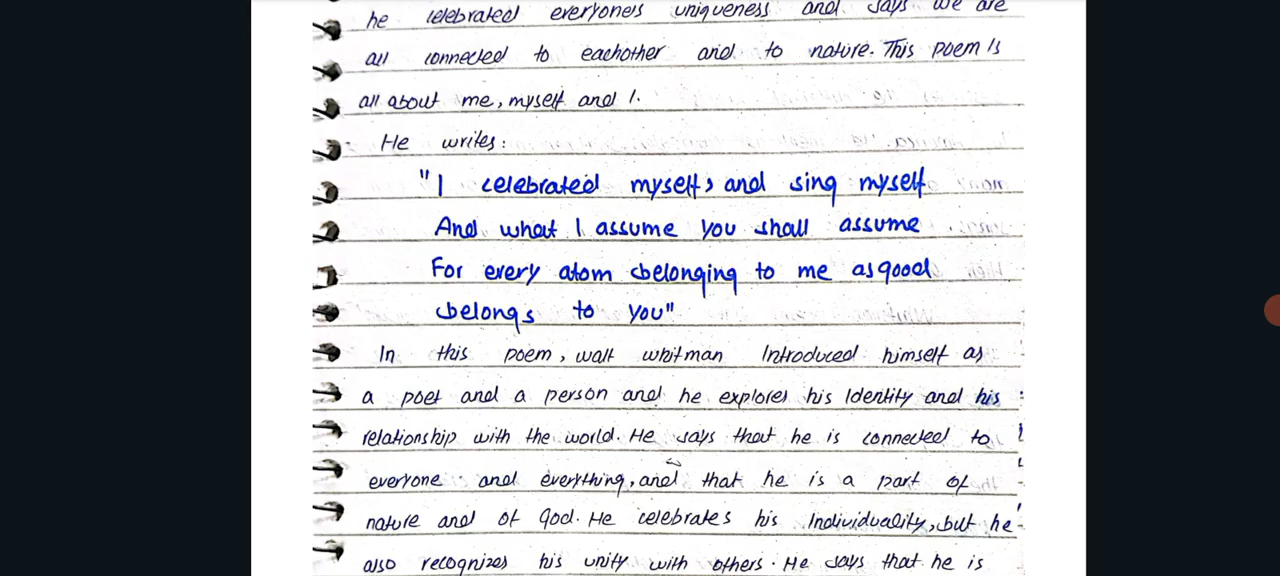 he celebrated everyones uniqueness and says we are
all connected to eachother and to nature. This poem is
all about me, myself and I.
He writes:
"I celebrated myself, and sing myself
And what I assume you shall assume
For every atom belonging to me as good
belongs to you"
In this poem, walt whitman Introduced himself as
a poet and a person and he explores his Identity and his
relationship with the world. He says that he is connected to
everyone and everything, and that he is a part of
nature and of God. He celebrates his Individuality, but he
also recognizes his unity with others. He says that he is